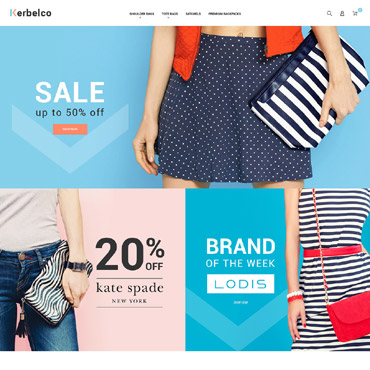 Kerbelco
SHOULDER BAGS TOTE BAGS SATCHELS PREMIUM BACKPACKS
SALE
up to 50% off
SHOP NOW
20% OFF
kate spade
NEW YORK
BRAND
OF THE WEEK
LODIS
SHOP NOW